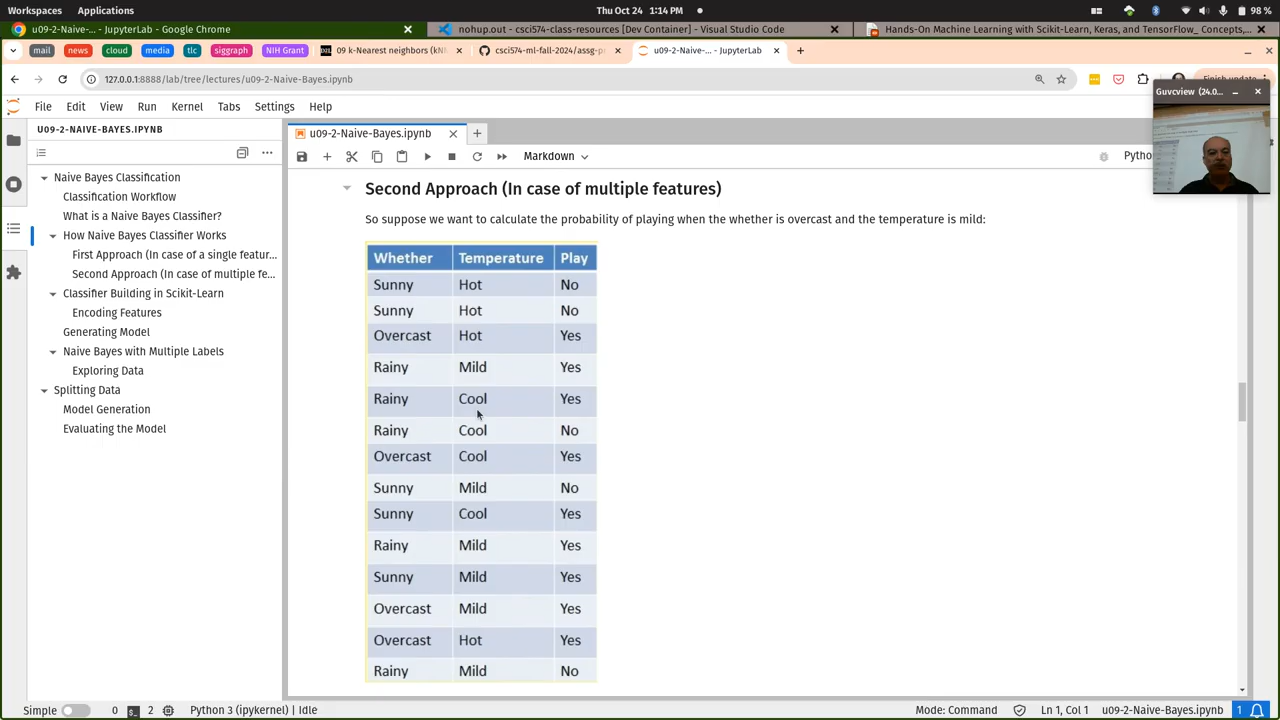 Workspaces Applications Thu Oct 24 1:14 PM 98 %
u09-2-Naive-... - JupyterLab - Google Chrome nohup.out - csci574-class-resources [Dev Container] - Visual Studio Code Hands-On Machine Learning with Scikit-Learn, Keras, and TensorFlow_ Concepts,...
mail news cloud media tlc siggraph NIH Grant 09 k-Nearest neighbors (kNN csci574-ml-fall-2024/assg-p u09-2-Naive-... - JupyterLab
127.0.0.1:8888/lab/tree/lectures/u09-2-Naive-Bayes.ipynb
Guvcview (24.0...
File Edit View Run Kernel Tabs Settings Help
U09-2-NAIVE-BAYES.IPYNB
u09-2-Naive-Bayes.ipynb
Markdown Pytho
Naive Bayes Classification
Classification Workflow
What is a Naive Bayes Classifier?
How Naive Bayes Classifier Works
First Approach (In case of a single featur...
Second Approach (In case of multiple fe...
Classifier Building in Scikit-Learn
Encoding Features
Generating Model
Naive Bayes with Multiple Labels
Exploring Data
Splitting Data
Model Generation
Evaluating the Model
Second Approach (In case of multiple features)
So suppose we want to calculate the probability of playing when the whether is overcast and the temperature is mild:
Whether Temperature Play
Sunny Hot No
Sunny Hot No
Overcast Hot Yes
Rainy Mild Yes
Rainy Cool Yes
Rainy Cool No
Overcast Cool Yes
Sunny Mild No
Sunny Cool Yes
Rainy Mild Yes
Sunny Mild Yes
Overcast Mild Yes
Overcast Hot Yes
Rainy Mild No
Simple 0 2 Python 3 (ipykernel) | Idle Mode: Command Ln 1, Col 1 u09-2-Naive-Bayes.ipynb 1